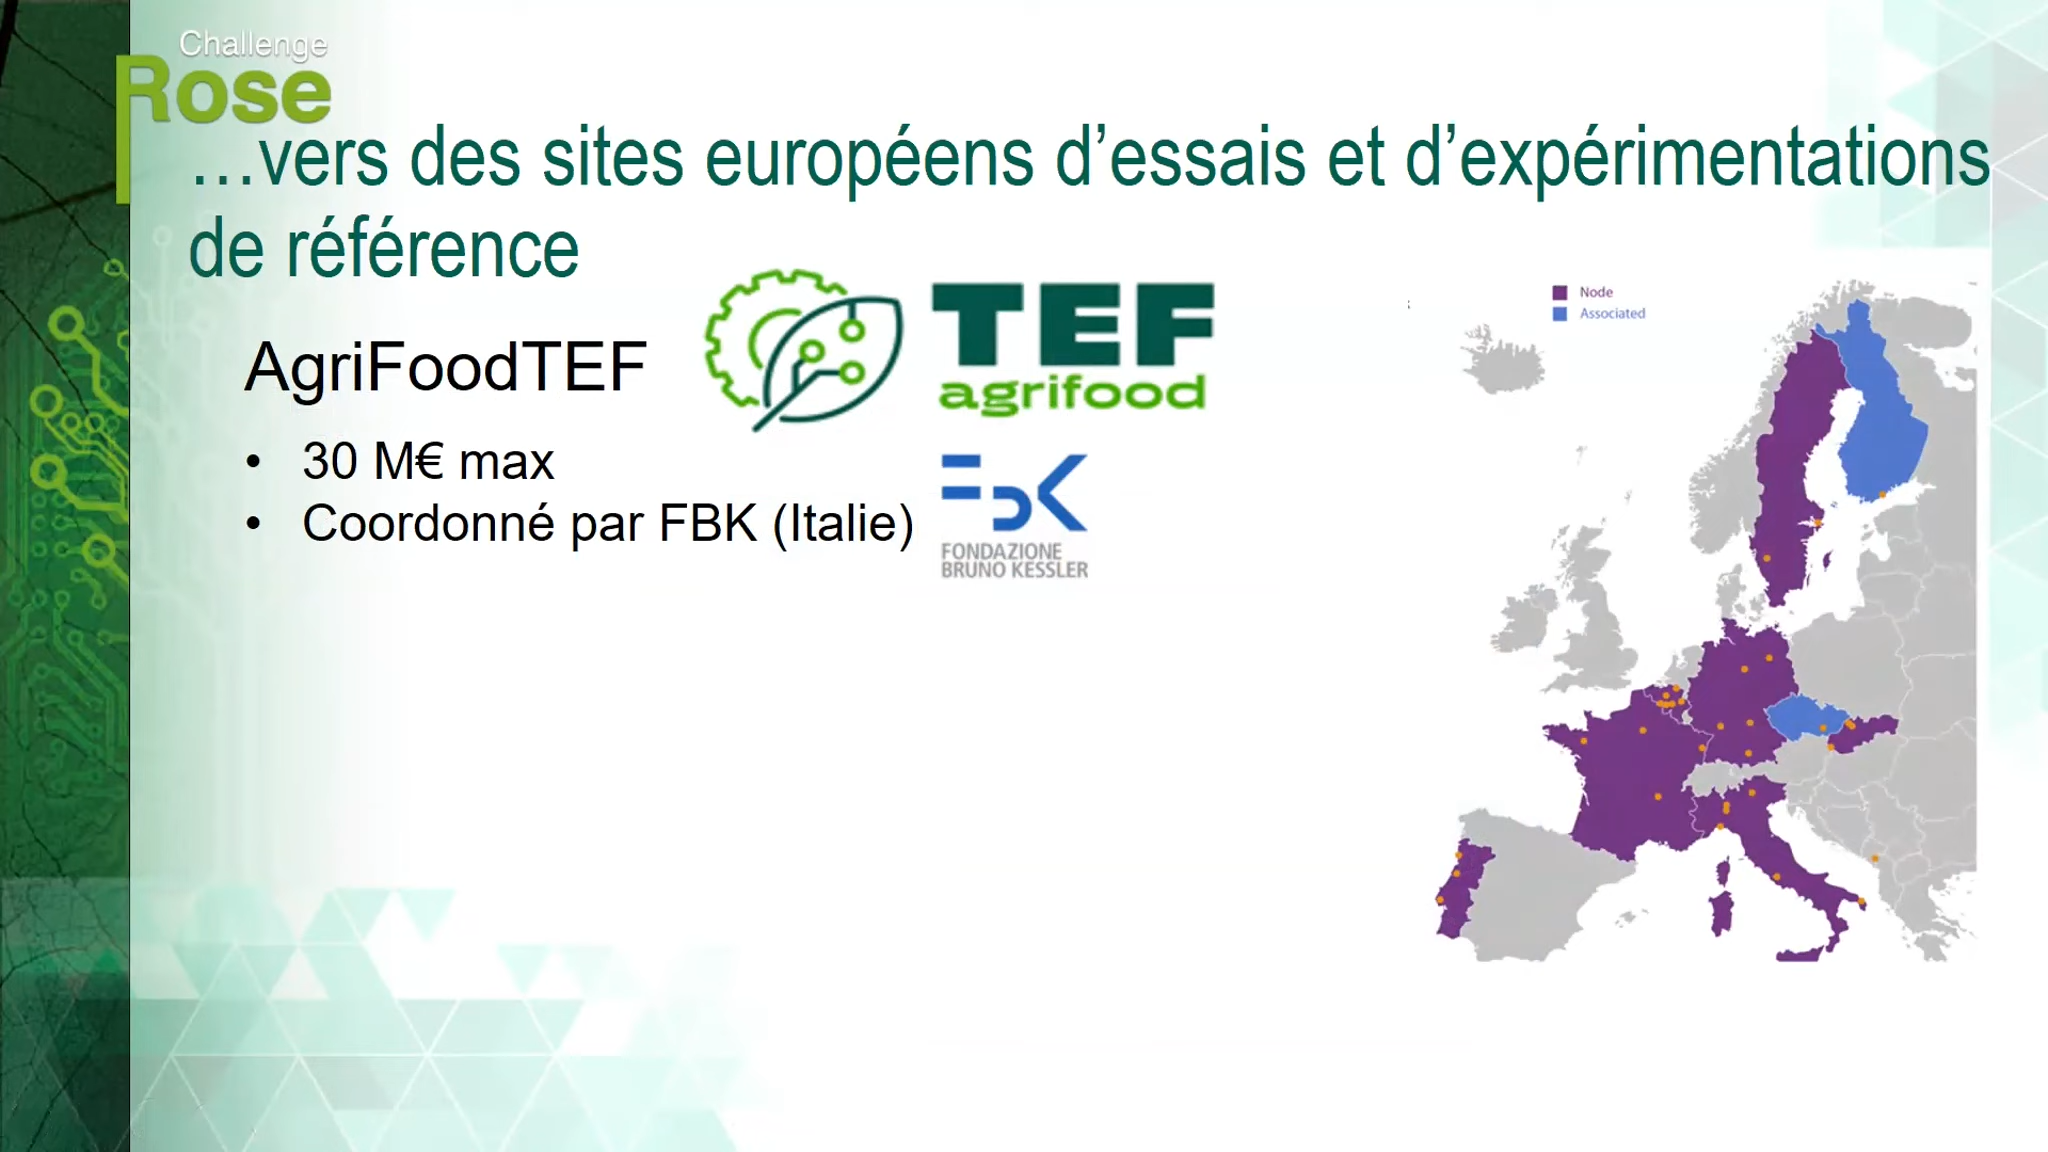 Challenge
Rose
…vers des sites européens d’essais et d’expérimentations
de référence
AgriFoodTEF
TEF
agrifood
• 30 M€ max
• Coordonné par FBK (Italie)
FBK
FONDAZIONE
BRUNO KESSLER
Node
Associated